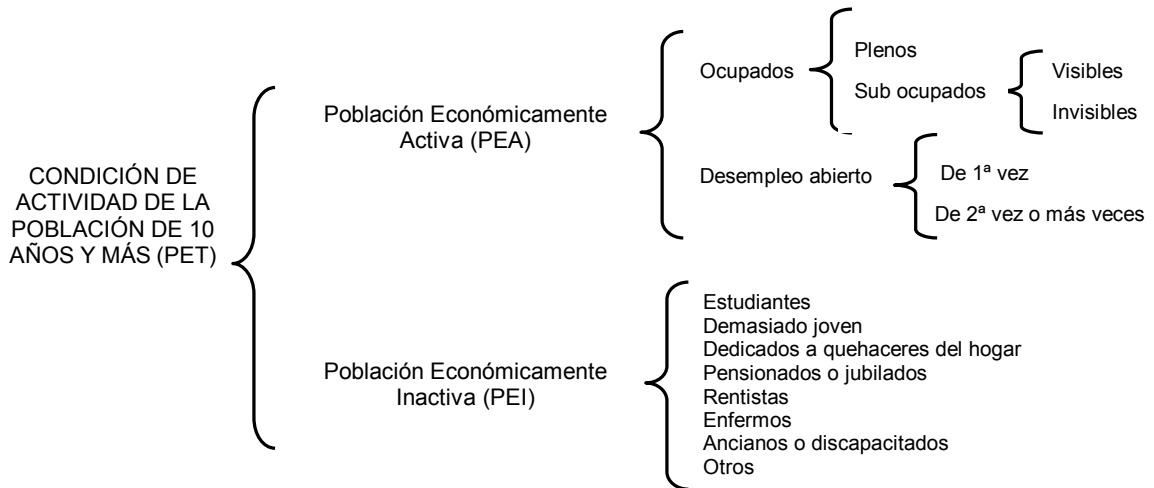 CONDICIÓN DE
ACTIVIDAD DE LA
POBLACIÓN DE 10
AÑOS Y MÁS (PET)
Población Económicamente
Activa (PEA)
Ocupados
Plenos
Sub ocupados
Visibles
Invisibles
Desempleo abierto
De 1ª vez
De 2ª vez o más veces
Población Económicamente
Inactiva (PEI)
Estudiantes
Demasiado joven
Dedicados a quehaceres del hogar
Pensionados o jubilados
Rentistas
Enfermos
Ancianos o discapacitados
Otros